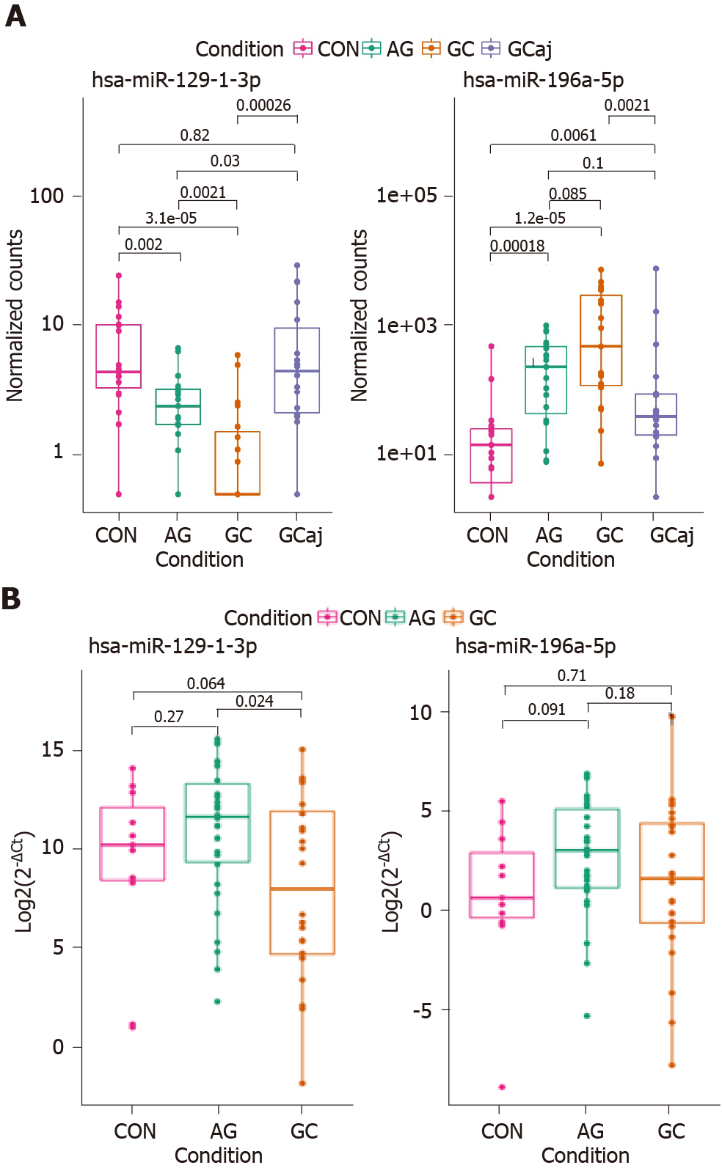 A
Condition CON AG GC GCaj
hsa-miR-129-1-3p
0.00026
0.82
0.03
0.0021
3.1e-05
0.002
100
10
1
Normalized counts
CON AG GC GCaj
Condition
hsa-miR-196a-5p
0.0021
0.0061
0.1
0.085
1.2e-05
0.00018
1e+05
1e+03
1e+01
Normalized counts
CON AG GC GCaj
Condition
B
Condition CON AG GC
hsa-miR-129-1-3p
0.064
0.024
0.27
15
10
5
0
Log2(2-ΔCt)
CON AG GC
Condition
hsa-miR-196a-5p
0.71
0.18
0.091
10
5
0
-5
Log2(2-ΔCt)
CON AG GC
Condition